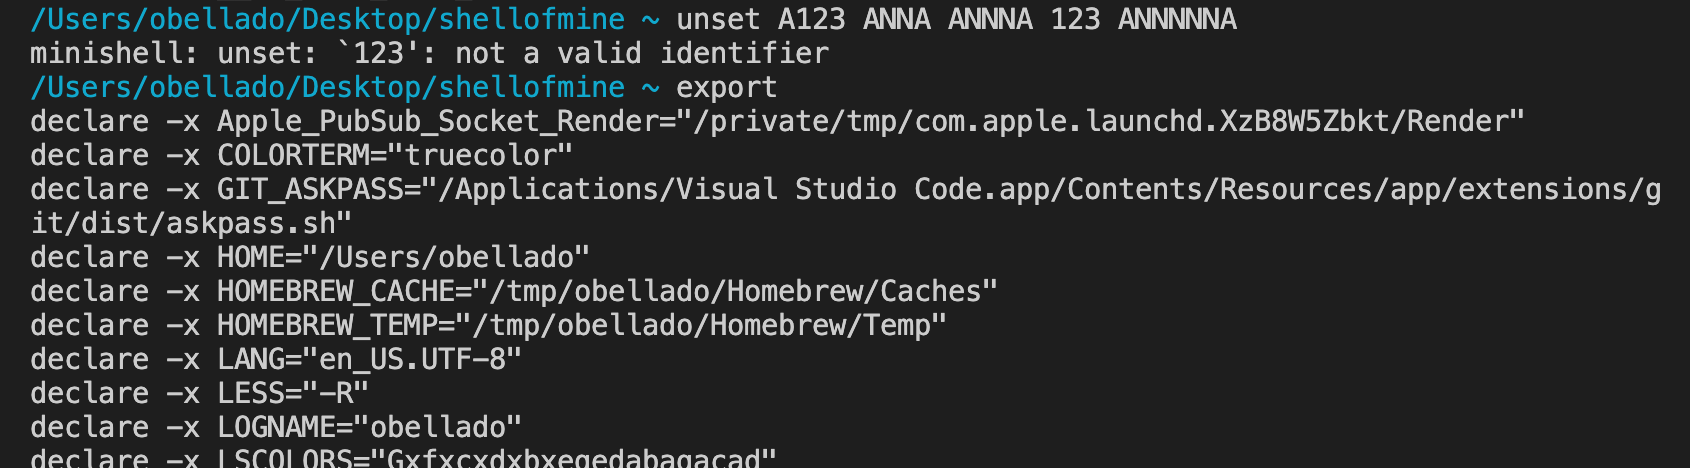 /Users/obellado/Desktop/shellofmine ~ unset A123 ANNA ANNNA 123 ANNNNNA
minishell: unset: `123': not a valid identifier
/Users/obellado/Desktop/shellofmine ~ export
declare -x Apple_PubSub_Socket_Render="/private/tmp/com.apple.launchd.XzB8W5Zbkt/Render"
declare -x COLORTERM="truecolor"
declare -x GIT_ASKPASS="/Applications/Visual Studio Code.app/Contents/Resources/app/extensions/g
it/dist/askpass.sh"
declare -x HOME="/Users/obellado"
declare -x HOMEBREW_CACHE="/tmp/obellado/Homebrew/Caches"
declare -x HOMEBREW_TEMP="/tmp/obellado/Homebrew/Temp"
declare -x LANG="en_US.UTF-8"
declare -x LESS="-R"
declare -x LOGNAME="obellado"
declare -x LSCOLORS="Gxfxcxdxbxegedabagacad"